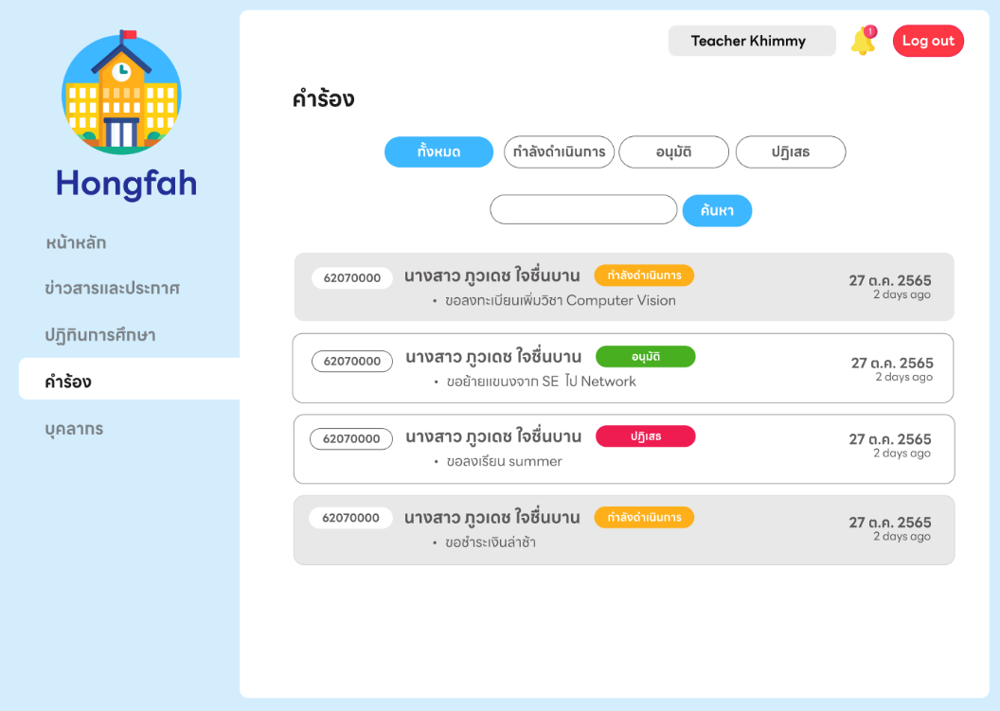 Teacher Khimmy
1
Log out
Hongfah
หน้าหลัก
ข่าวสารและประกาศ
ปฏิทินการศึกษา
คำร้อง
บุคลากร
คำร้อง
ทั้งหมด กำลังดำเนินการ อนุมัติ ปฏิเสธ
ค้นหา
62070000 นางสาว ภูวเดช ใจชื่นบาน กำลังดำเนินการ 27 ต.ค. 2565
• ขอลงทะเบียนเพิ่มวิชา Computer Vision 2 days ago
62070000 นางสาว ภูวเดช ใจชื่นบาน อนุมัติ 27 ต.ค. 2565
• ขอย้ายแขนงจาก SE ไป Network 2 days ago
62070000 นางสาว ภูวเดช ใจชื่นบาน ปฏิเสธ 27 ต.ค. 2565
• ขอลงเรียน summer 2 days ago
62070000 นางสาว ภูวเดช ใจชื่นบาน กำลังดำเนินการ 27 ต.ค. 2565
• ขอชำระเงินล่าช้า 2 days ago